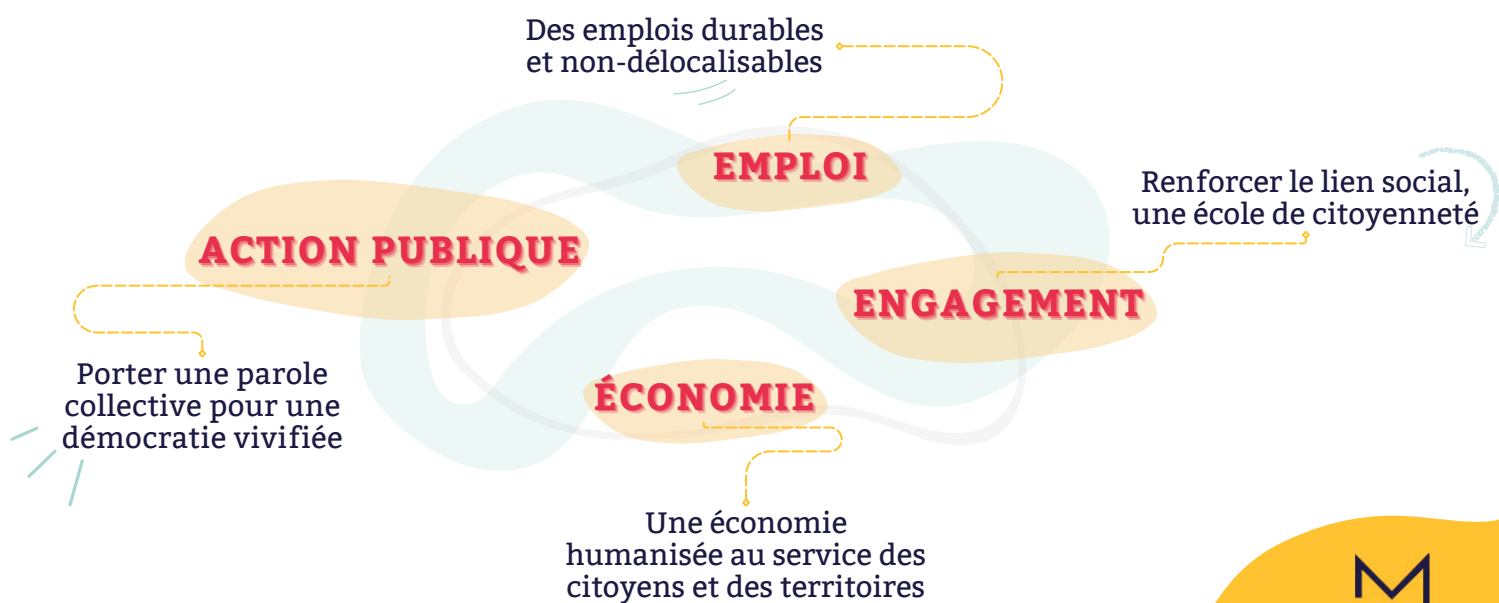 Des emplois durables
et non-délocalisables
EMPLOI
Renforcer le lien social,
une école de citoyenneté
ACTION PUBLIQUE
ENGAGEMENT
Porter une parole
collective pour une
démocratie vivifiée
ÉCONOMIE
Une économie
humanisée au service des
citoyens et des territoires
M